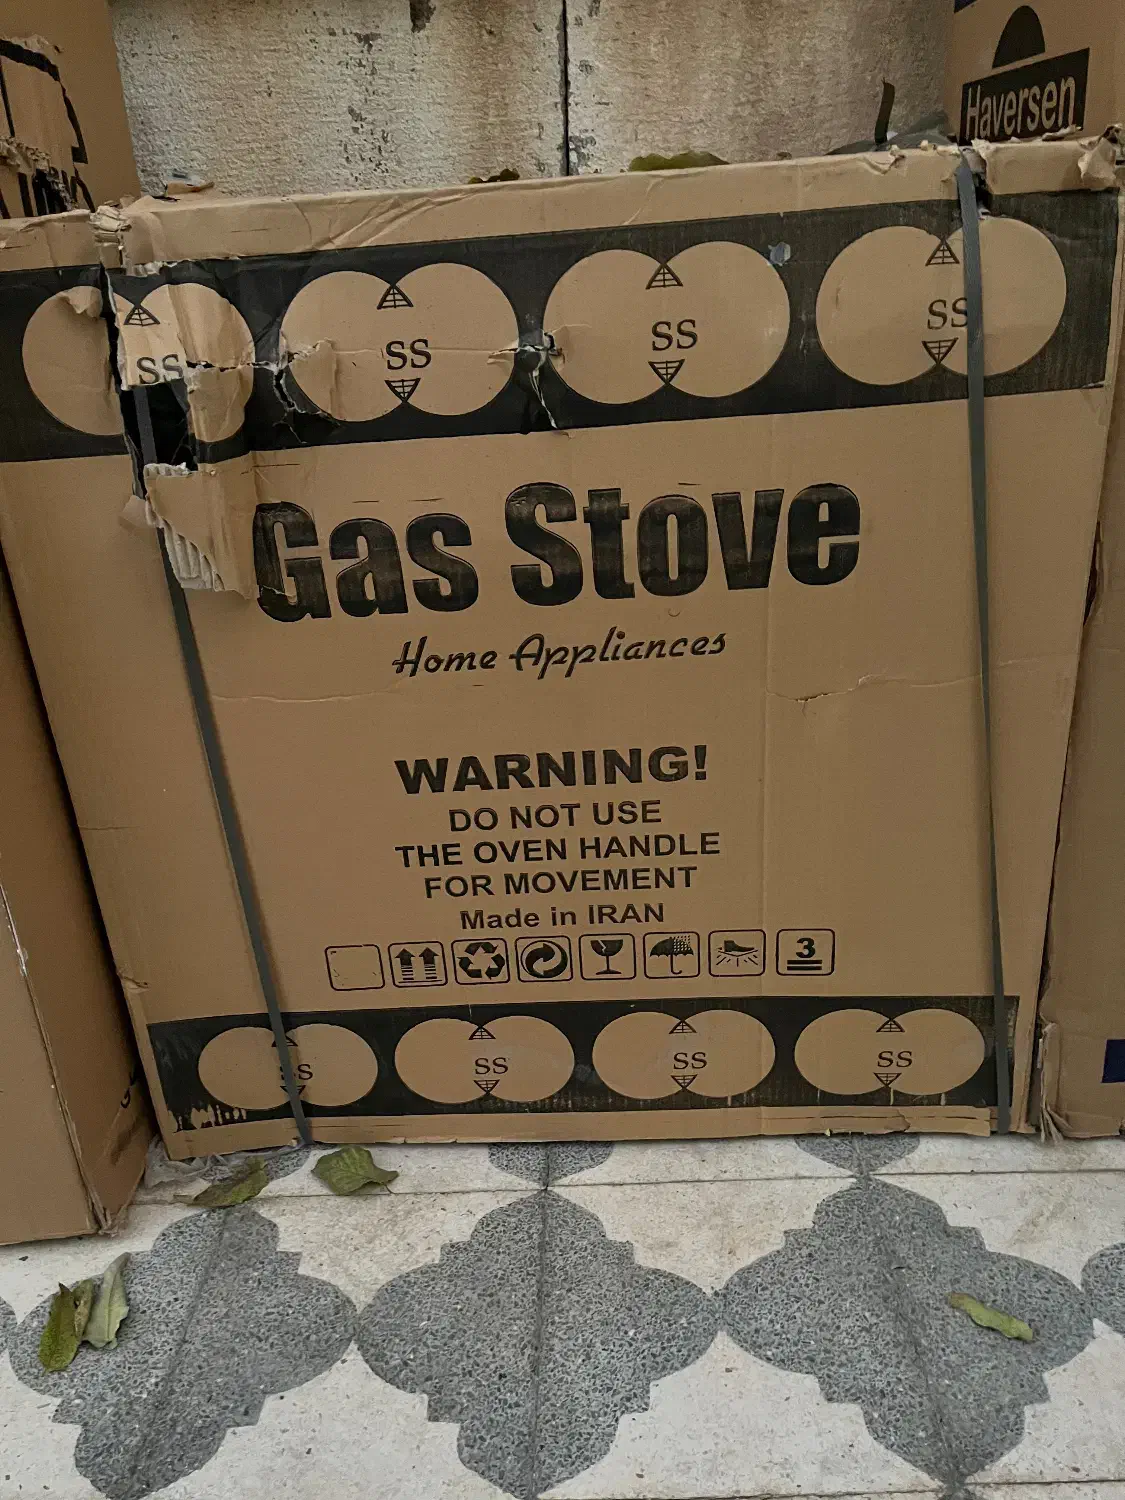 Haversen
SS SS SS SS
Gas Stove
Home Appliances
WARNING!
DO NOT USE
THE OVEN HANDLE
FOR MOVEMENT
Made in IRAN
3
SS SS SS SS